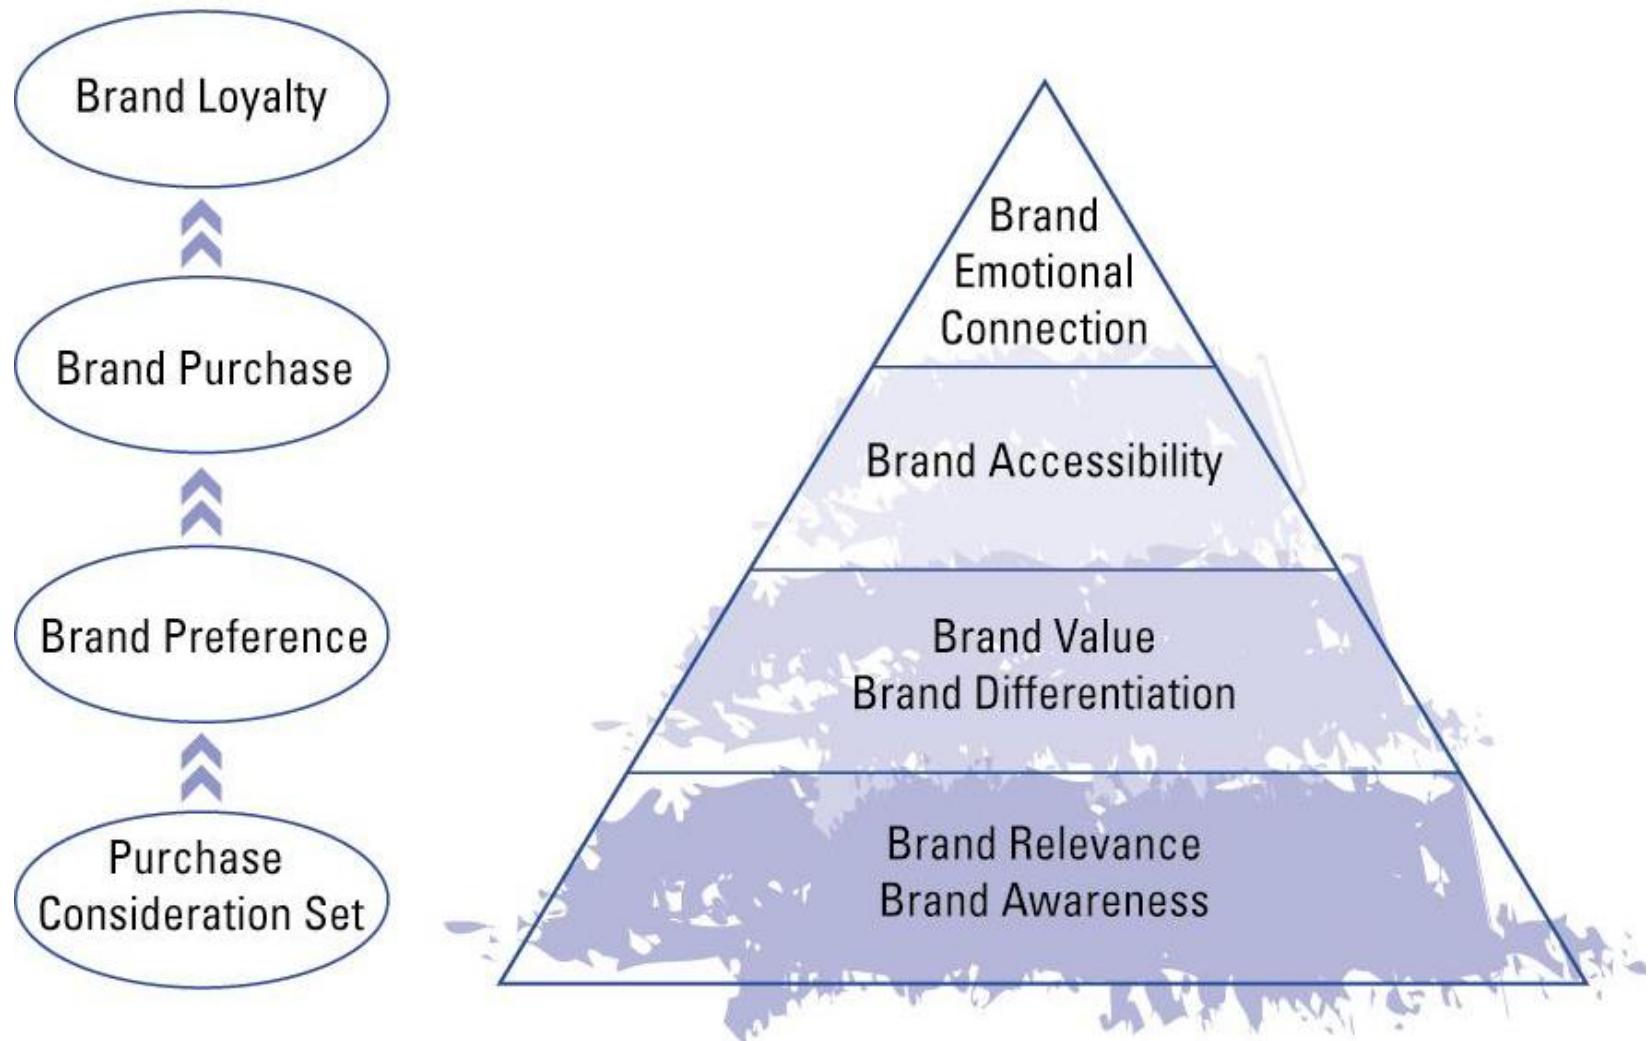 Brand Loyalty
Brand Purchase
Brand Preference
Purchase
Consideration Set
Brand
Emotional
Connection
Brand Accessibility
Brand Value
Brand Differentiation
Brand Relevance
Brand Awareness